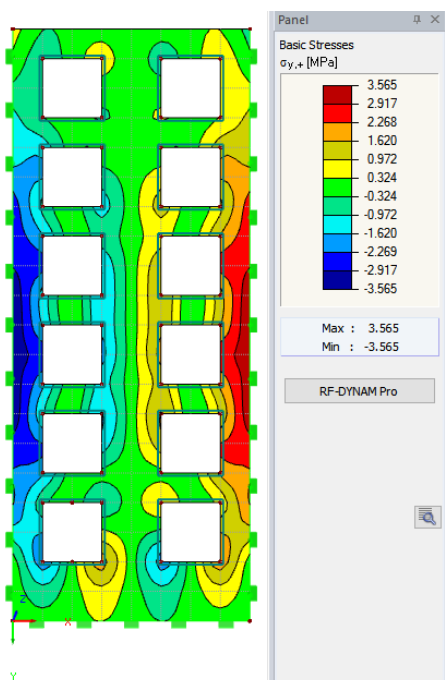 Panel
Basic Stresses
σy,+ [MPa]
3.565
2.917
2.268
1.620
0.972
0.324
-0.324
-0.972
-1.620
-2.269
-2.917
-3.565
Max : 3.565
Min : -3.565
RF-DYNAM Pro
Z
X
Y